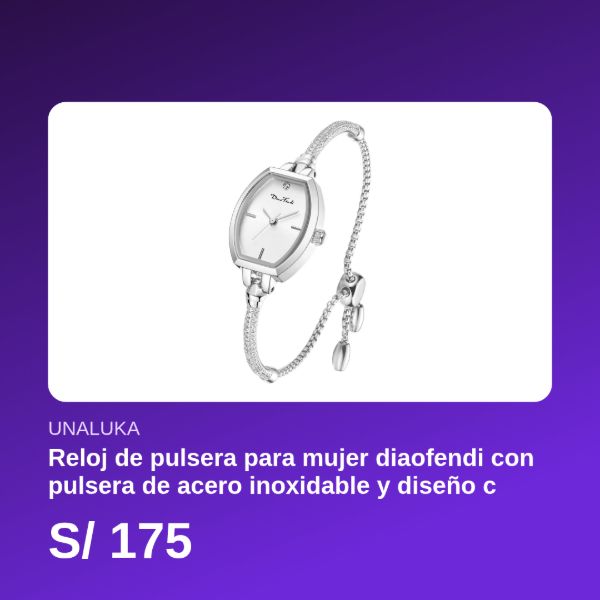 UNALUKA
Reloj de pulsera para mujer diaofendi con
pulsera de acero inoxidable y diseño c
S/ 175